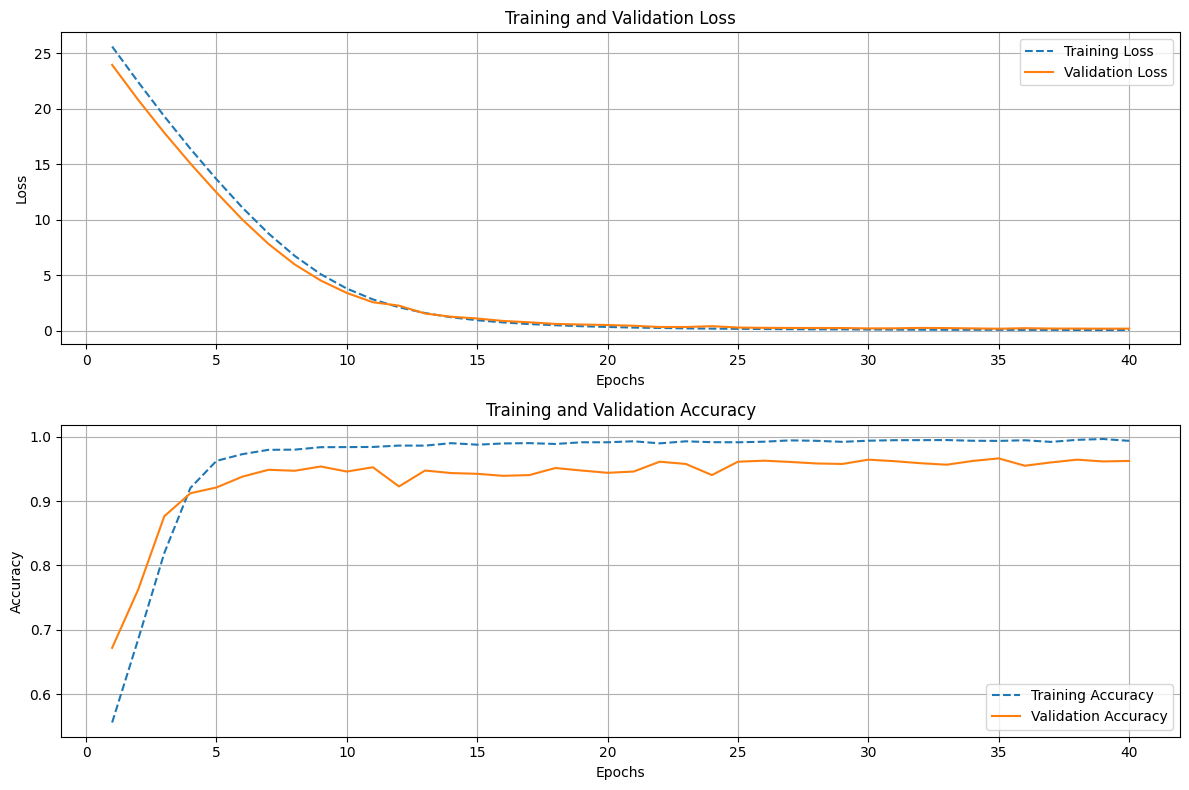 Training and Validation Loss
25
20
15
10
5
0
Loss
Training Loss
Validation Loss
0 5 10 15 20 25 30 35 40
Epochs
Training and Validation Accuracy
1.0
0.9
0.8
0.7
0.6
Accuracy
Training Accuracy
Validation Accuracy
0 5 10 15 20 25 30 35 40
Epochs